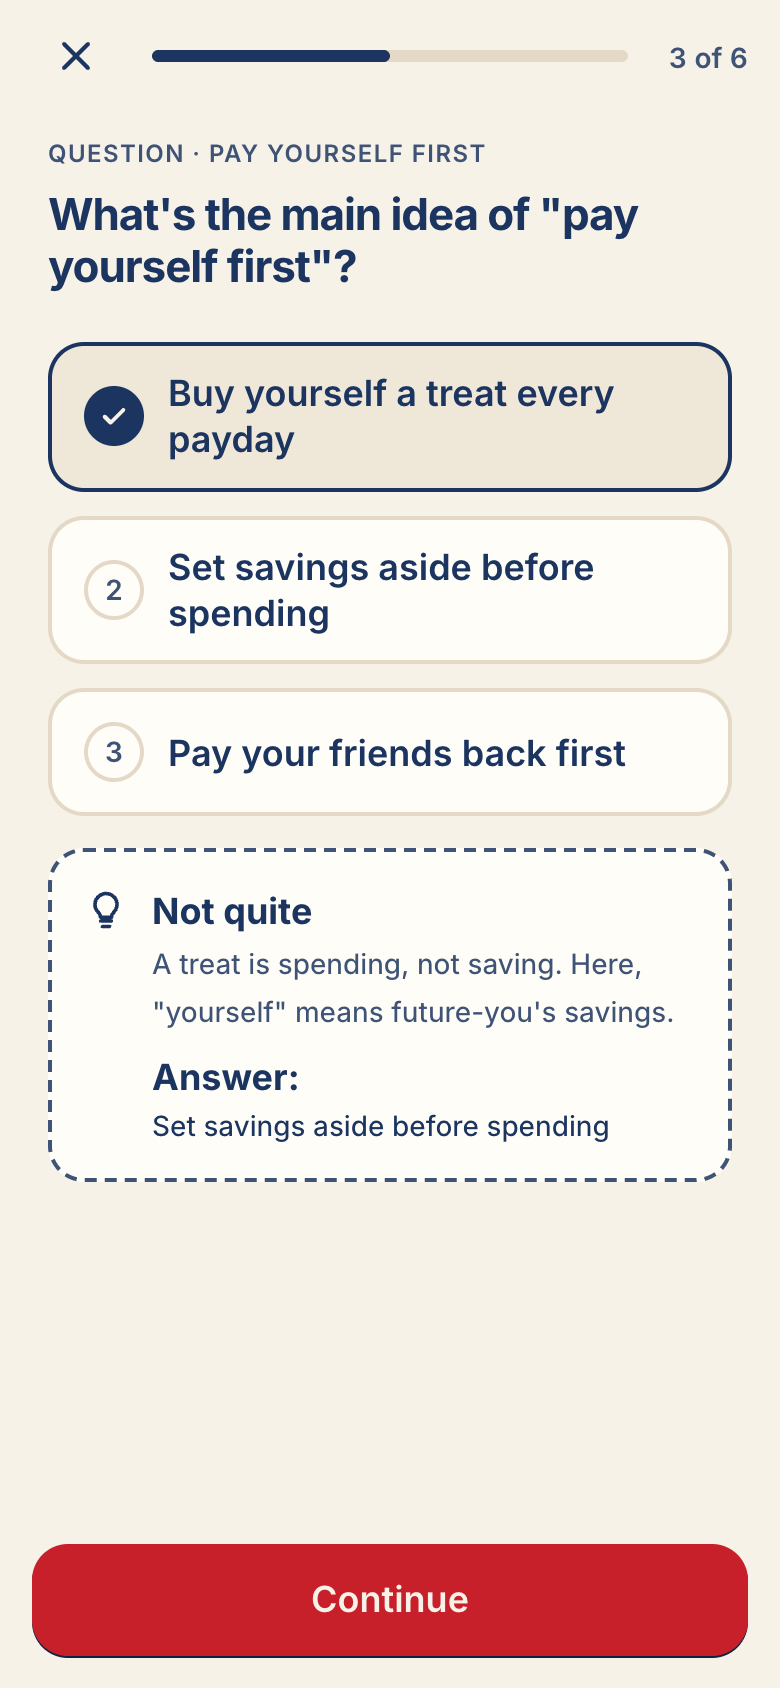 3 of 6
QUESTION · PAY YOURSELF FIRST
What's the main idea of "pay
yourself first"?
Buy yourself a treat every
payday
2
Set savings aside before
spending
3
Pay your friends back first
Not quite
A treat is spending, not saving. Here,
"yourself" means future-you's savings.
Answer:
Set savings aside before spending
Continue